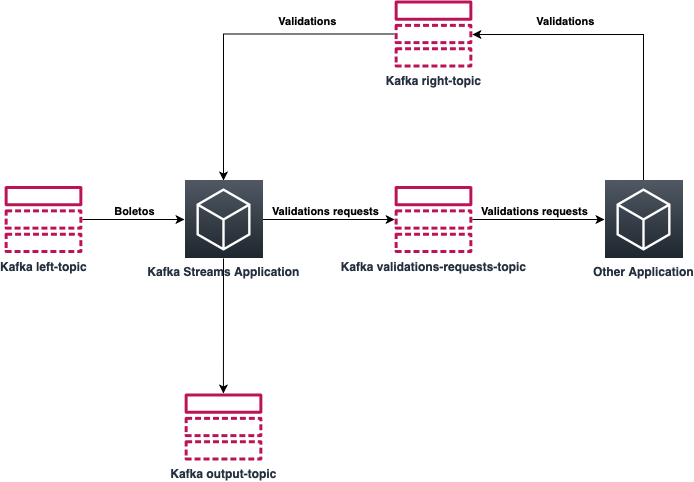 Validations
Validations
Kafka right-topic
Boletos
Validations requests
Validations requests
Kafka left-topic
Kafka Streams Application
Kafka validations-requests-topic
Other Application
Kafka output-topic